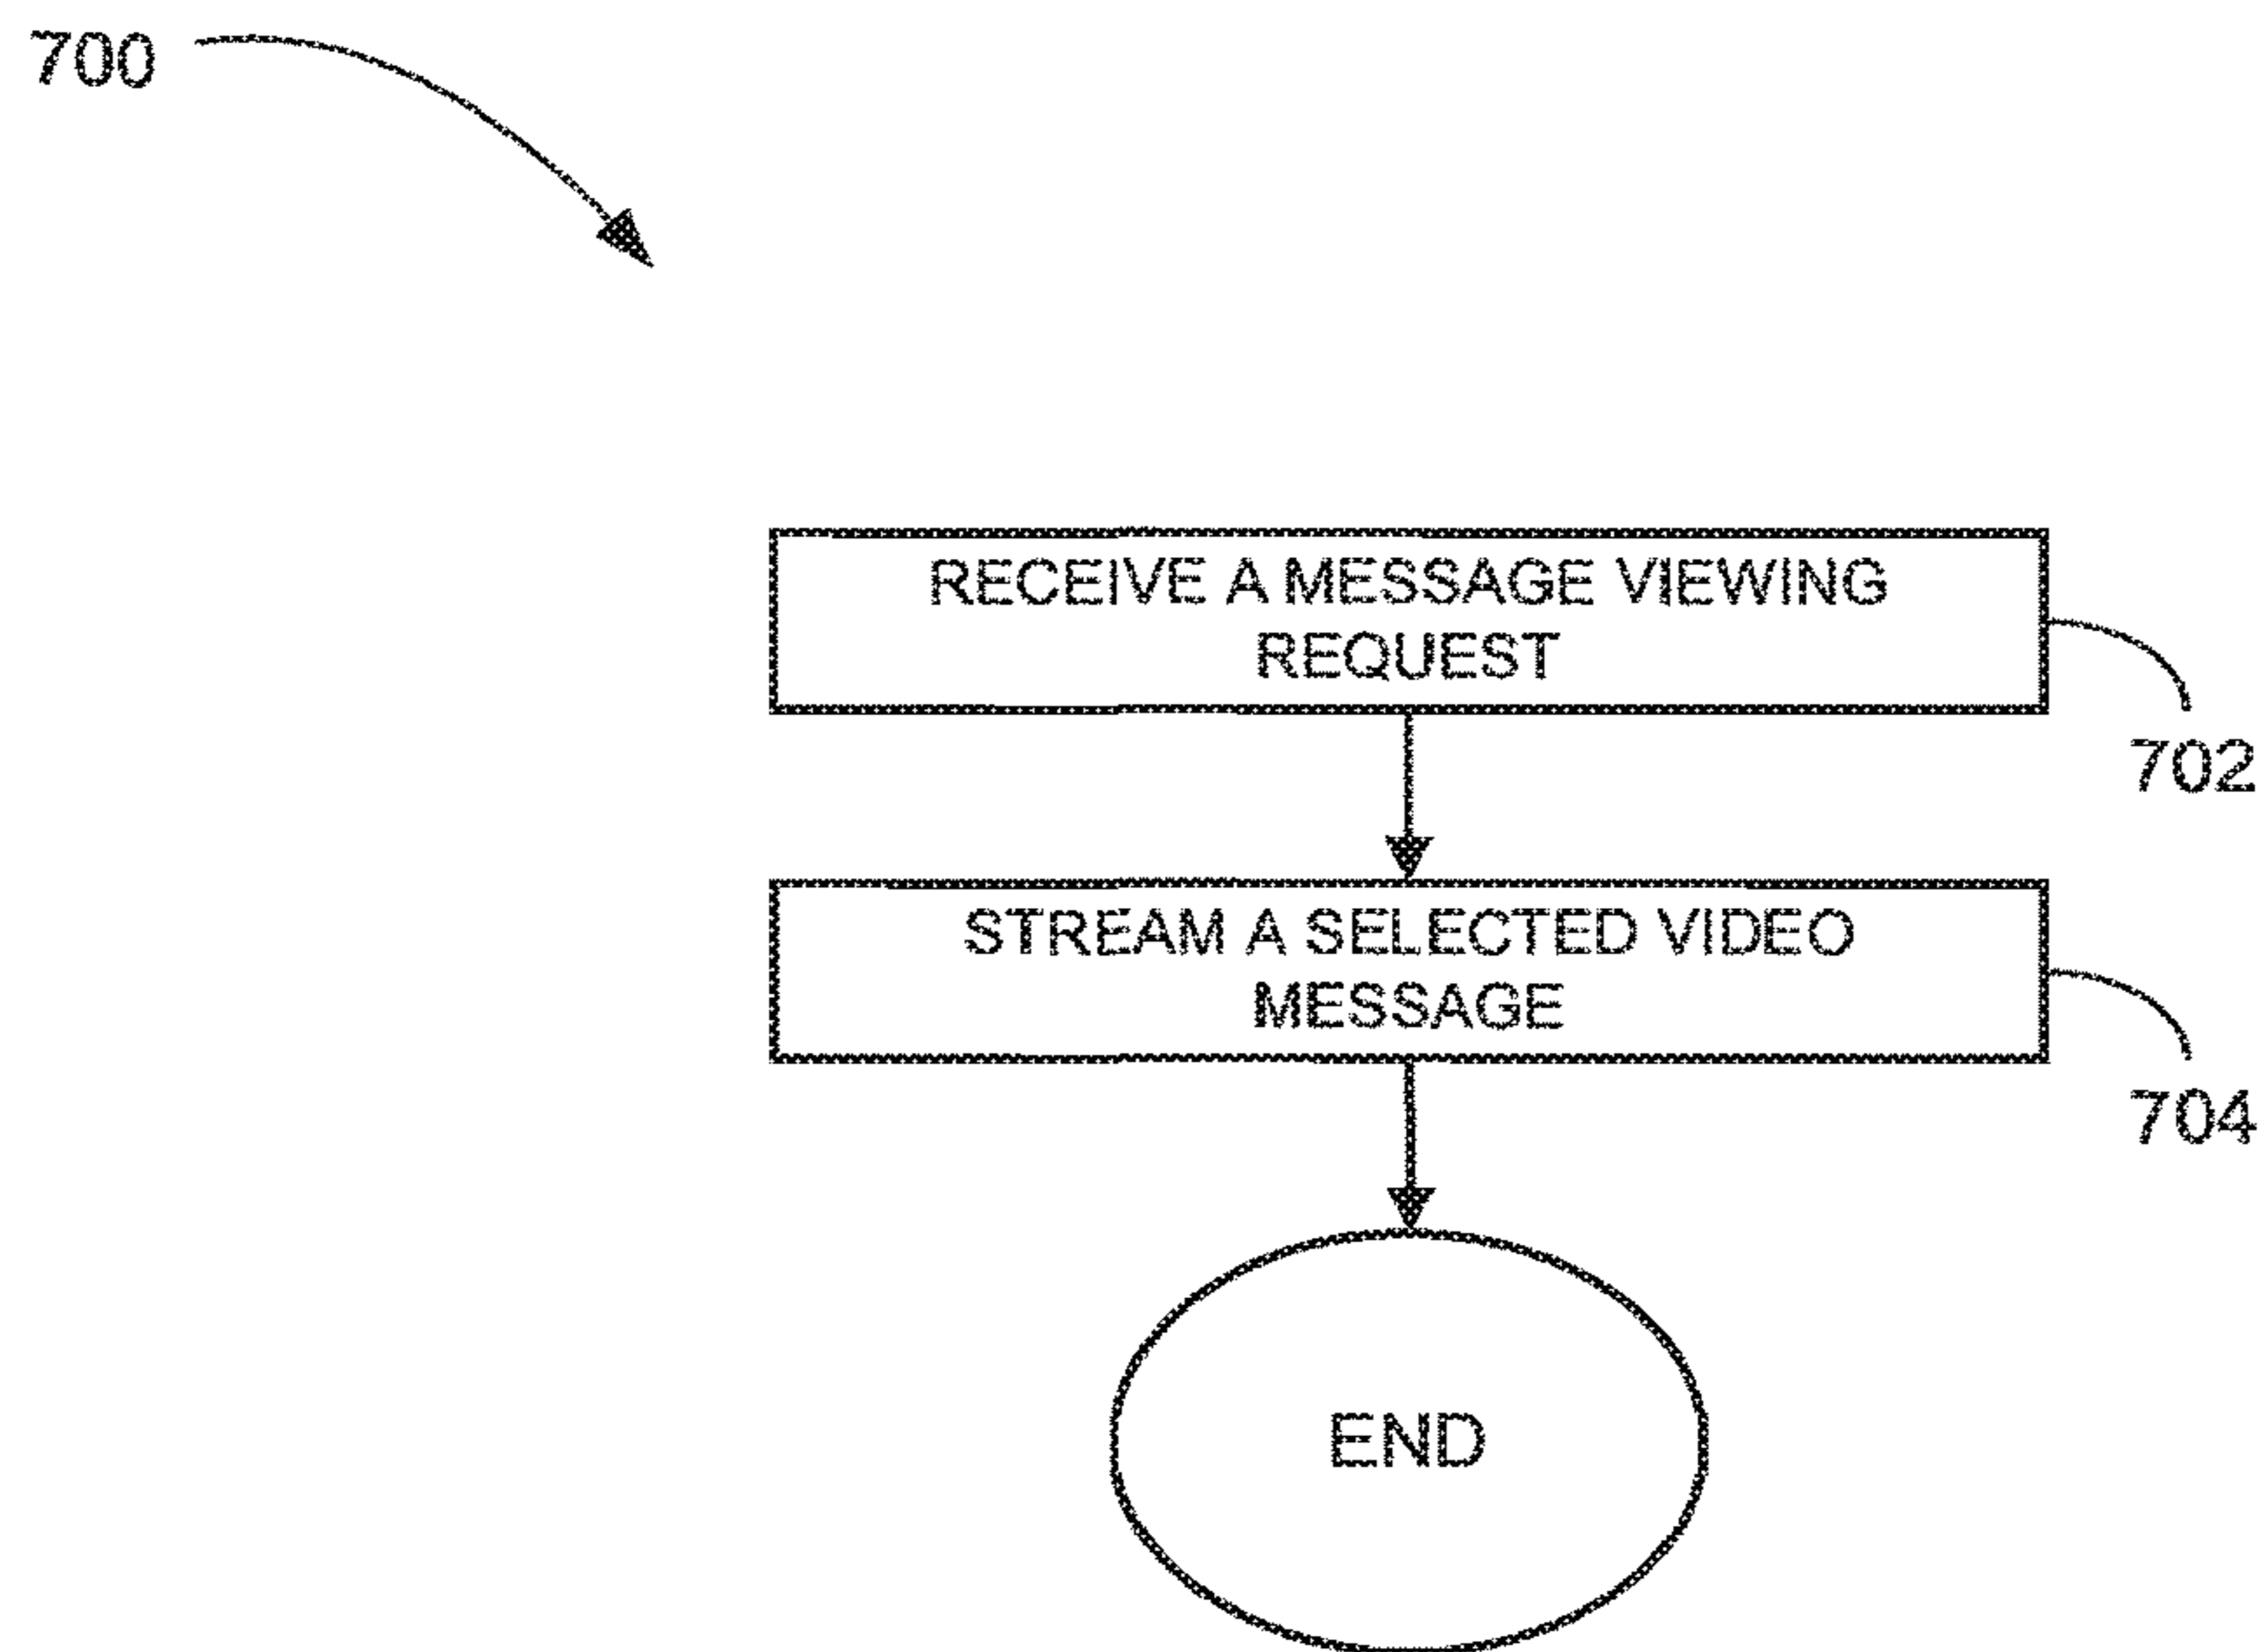 700
RECEIVE A MESSAGE VIEWING
REQUEST
702
STREAM A SELECTED VIDEO
MESSAGE
704
END